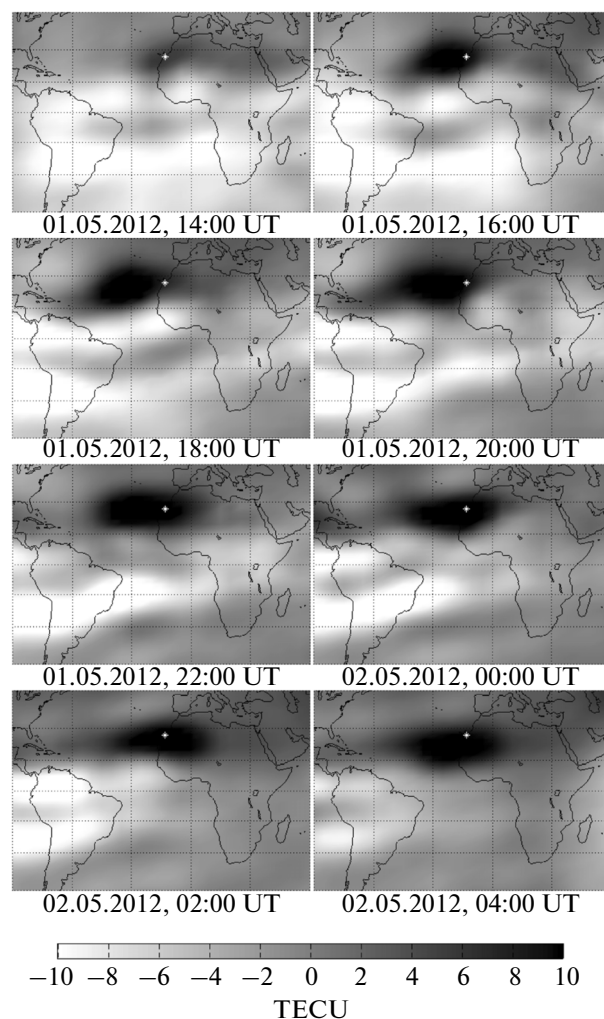 01.05.2012, 14:00 UT
01.05.2012, 16:00 UT
01.05.2012, 18:00 UT
01.05.2012, 20:00 UT
01.05.2012, 22:00 UT
02.05.2012, 00:00 UT
02.05.2012, 02:00 UT
02.05.2012, 04:00 UT
−10 −8 −6 −4 −2 0 2 4 6 8 10
TECU